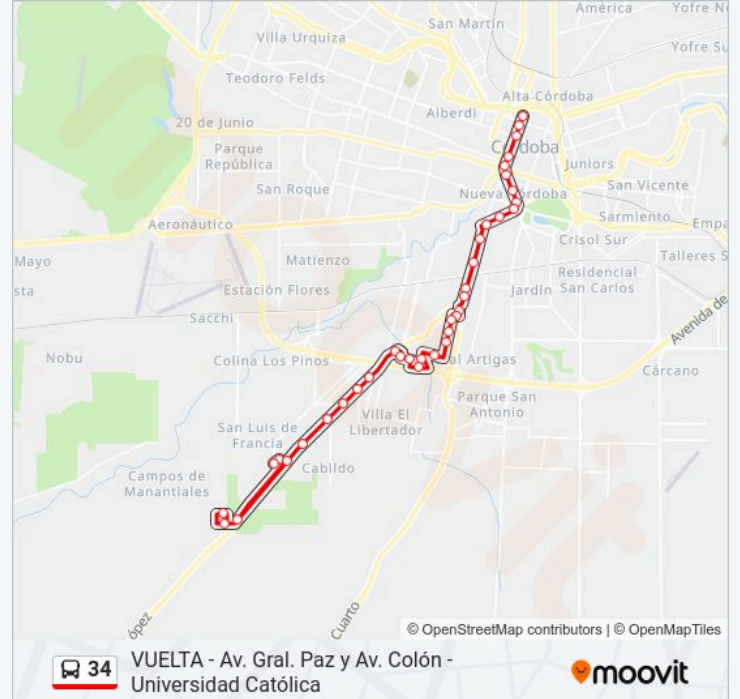 América
Yofre N
San Martín
Villa Urquiza
Yofre Su
Teodoro Felds
Alta Córdoba
Alberdi
20 de Junio
Parque
República
Córdoba
Juniors
San Roque
Nueva Córdoba
San Vicente
Aeronáutico
Sarmiento
Empa
Crisol Sur
Mayo
Matienzo
Talleres S
Residencial
San Carlos
sta
Estación Flores
Jardín
Sacchi
Avenida de
Nobu
Colina Los Pinos
al Artigas
Cárcano
Parque San
Antonio
Villa El
Libertador
San Luis de
Francia
Cabildo
Campos de
Manantiales
ópez
Cuarto
© OpenStreetMap contributors | © OpenMapTiles
34
VUELTA - Av. Gral. Paz y Av. Colón -
Universidad Católica
moovit